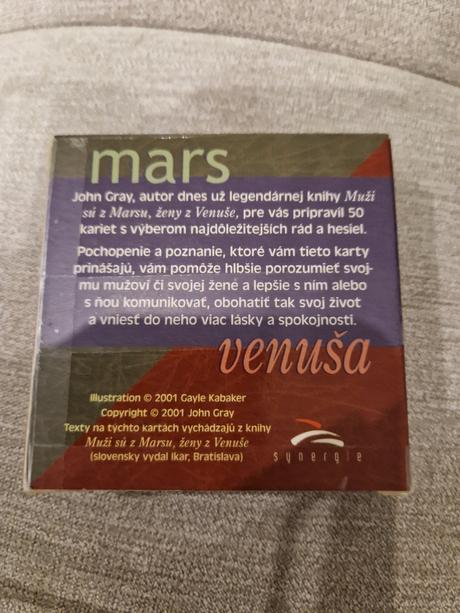 mars
John Gray, autor dnes už legendárnej knihy Muži
sú z Marsu, ženy z Venuše, pre vás pripravil 50
kariet s výberom najdôležitejších rád a hesiel.
Pochopenie a poznanie, ktoré vám tieto karty
prinášajú, vám pomôže hlbšie porozumieť svoj-
mu mužovi či svojej žene a lepšie s ním alebo
s ňou komunikovať, obohatiť tak svoj život
a vniesť do neho viac lásky a spokojnosti.
venuša
Illustration © 2001 Gayle Kabaker
Copyright © 2001 John Gray
Texty na týchto kartách vychádzajú z knihy
Muži sú z Marsu, ženy z Venuše
(slovensky vydal Ikar, Bratislava)
synergie